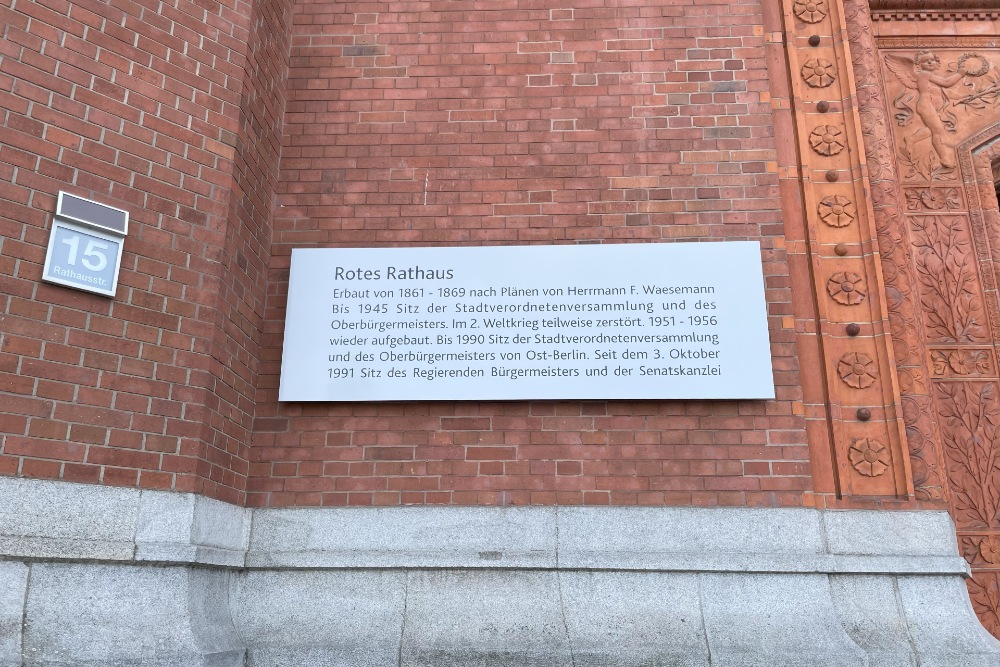 15
Rathausstr.
Rotes Rathaus
Erbaut von 1861 - 1869 nach Plänen von Herrmann F. Waesemann
Bis 1945 Sitz der Stadtverordnetenversammlung und des
Oberbürgermeisters. Im 2. Weltkrieg teilweise zerstört. 1951 - 1956
wieder aufgebaut. Bis 1990 Sitz der Stadtverordnetenversammlung
und des Oberbürgermeisters von Ost-Berlin. Seit dem 3. Oktober
1991 Sitz des Regierenden Bürgermeisters und der Senatskanzlei